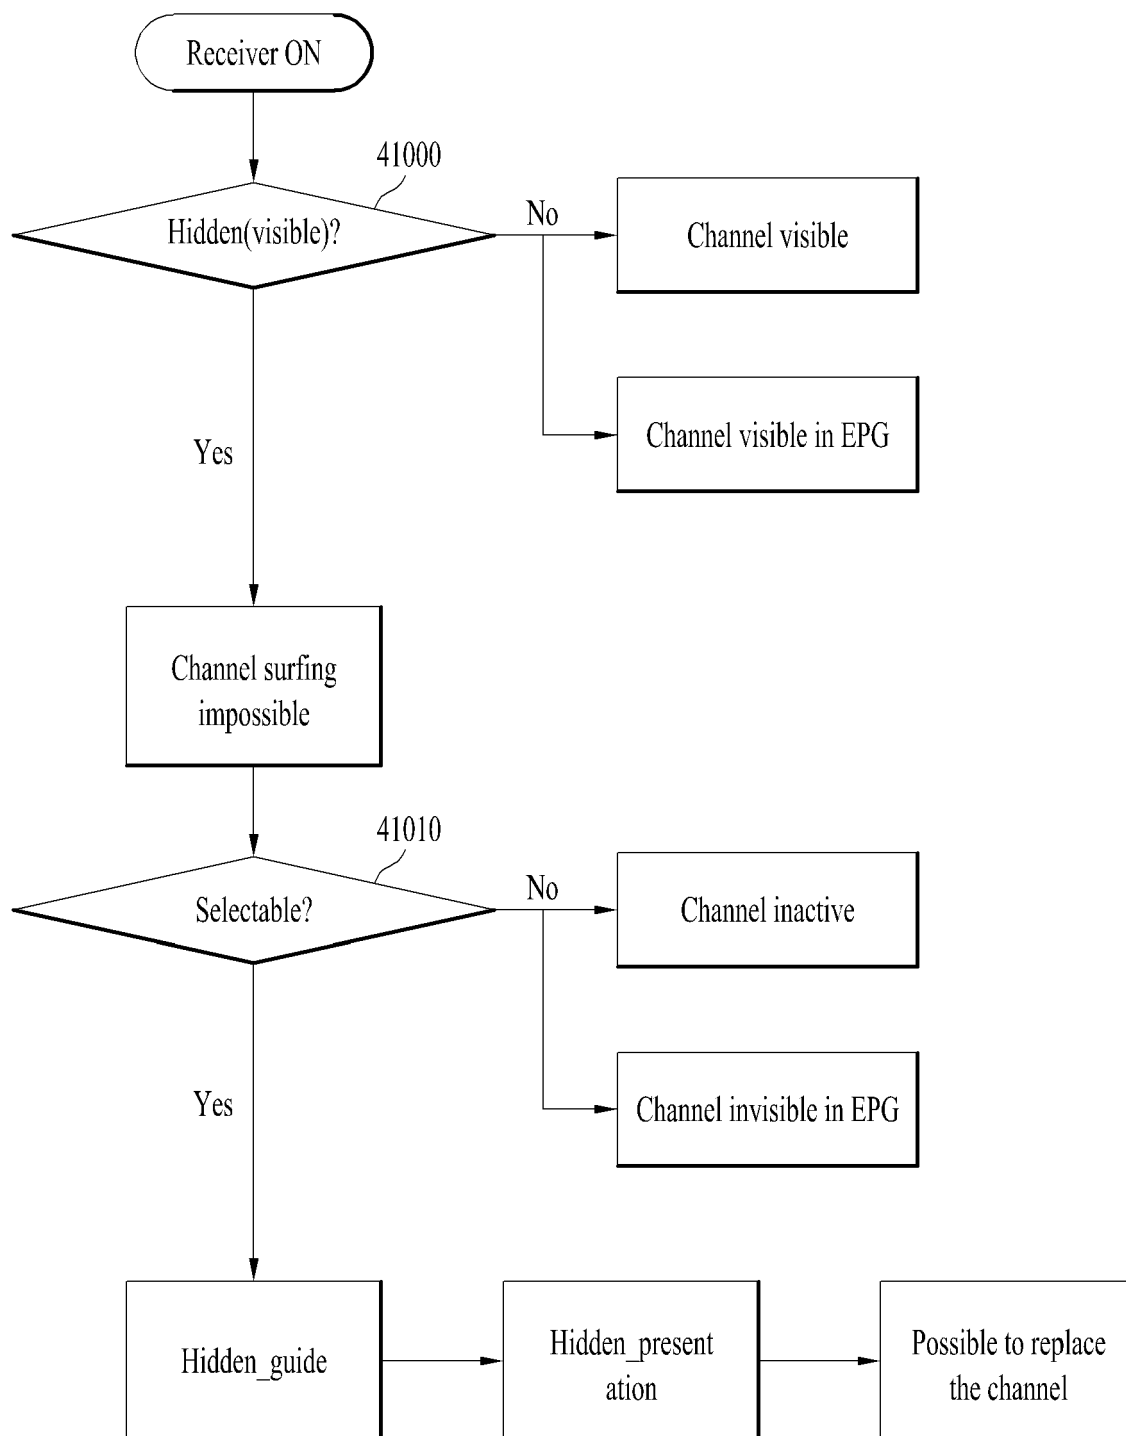 Receiver ON
41000
Hidden(visible)?
No
Channel visible
Channel visible in EPG
Yes
Channel surfing
impossible
41010
Selectable?
No
Channel inactive
Channel invisible in EPG
Yes
Hidden_guide
Hidden_present
ation
Possible to replace
the channel